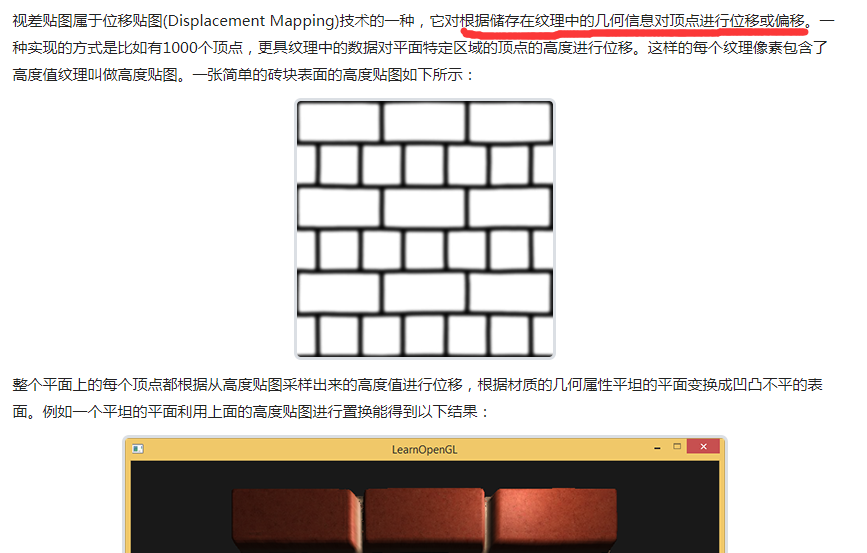 视差贴图属于位移贴图(Displacement Mapping)技术的一种，它对根据储存在纹理中的几何信息对顶点进行位移或偏移。一
种实现的方式是比如有1000个顶点，更具纹理中的数据对平面特定区域的顶点的高度进行位移。这样的每个纹理像素包含了
高度值纹理叫做高度贴图。一张简单的砖块表面的高度贴图如下所示：
整个平面上的每个顶点都根据从高度贴图采样出来的高度值进行位移，根据材质的几何属性平坦的平面变换成凹凸不平的表
面。例如一个平坦的平面利用上面的高度贴图进行置换能得到以下结果：
LearnOpenGL